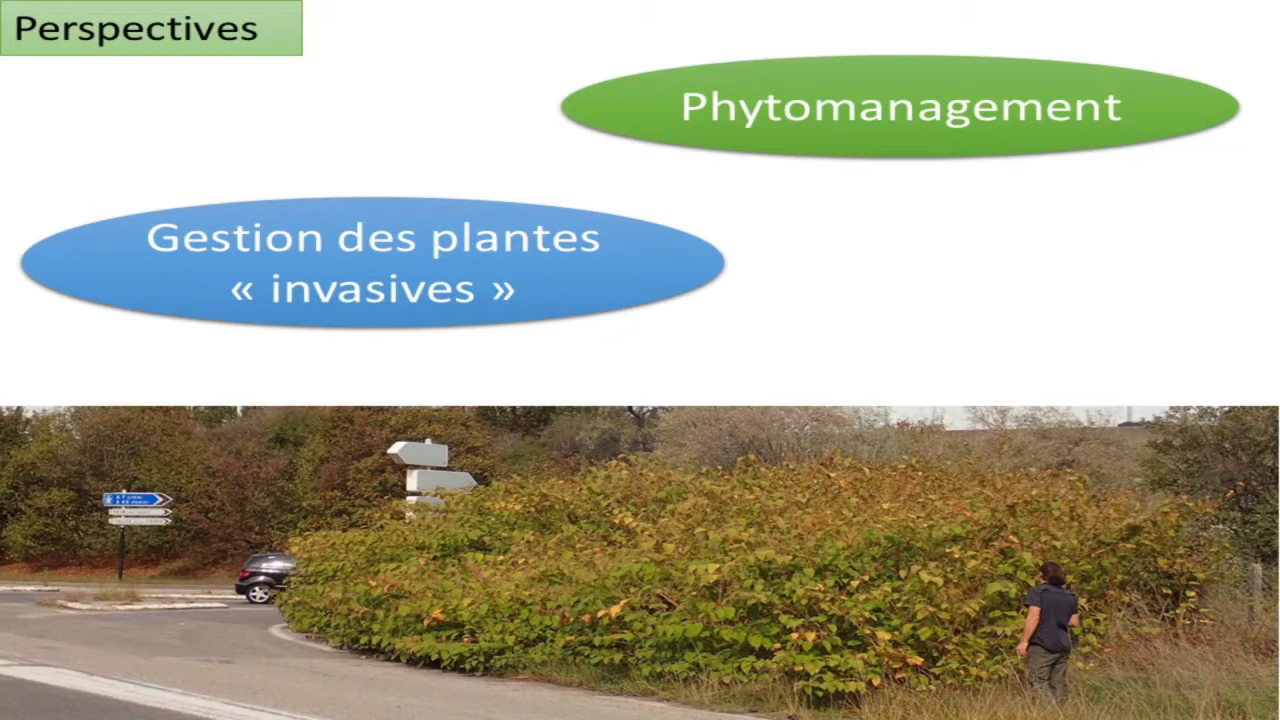 Perspectives
Phytomanagement
Gestion des plantes
« invasives »